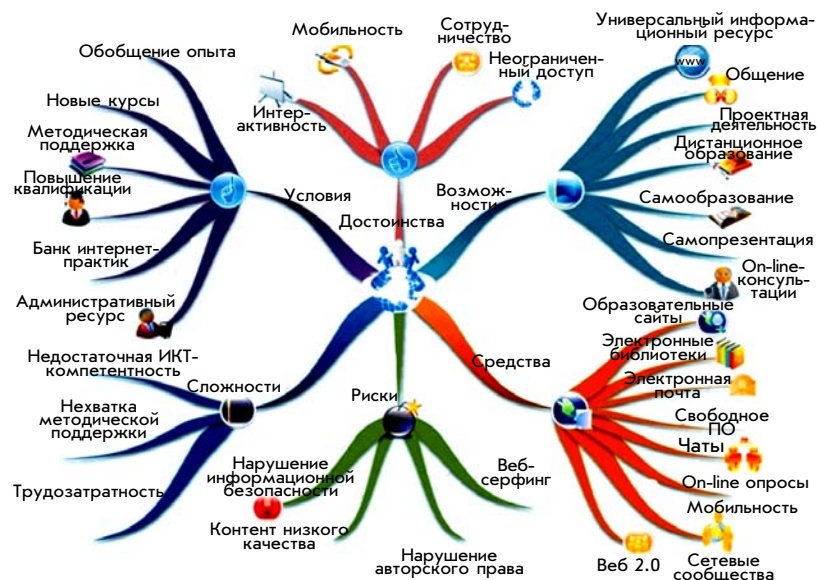 Обобщение опыта
Новые курсы
Методическая
поддержка
Повышение
квалификации
Банк интернет-
практик
Административный
ресурс
Условия
Мобильность
Сотруд-
ничество
Неограничен-
ный доступ
Интер-
активность
Достоинства
Возмож-
ности
Универсальный информа-
ционный ресурс
www
Общение
Проектная
деятельность
Дистанционное
образование
Самообразование
Самопрезентация
On-line-
консуль-
тации
Образовательные
сайты
Электронные
библиотеки
Электронная
почта
Свободное
ПО
Чаты
On-line опросы
Мобильность
Сетевые
сообщества
Веб 2.0
Средства
Риски
Веб-
серфинг
Нарушение
авторского права
Нарушение
информационной
безопасности
Контент низкого
качества
Сложности
Недостаточная ИКТ-
компетентность
Нехватка
методической
поддержки
Трудозатратность